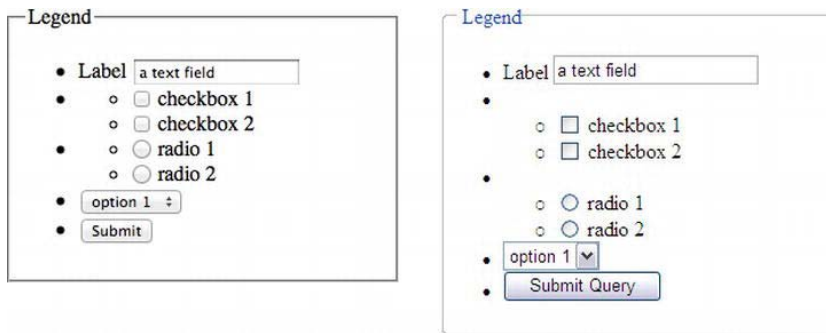 Legend
Label a text field
checkbox 1
checkbox 2
radio 1
radio 2
option 1
Submit
Legend
Label a text field
checkbox 1
checkbox 2
radio 1
radio 2
option 1
Submit Query